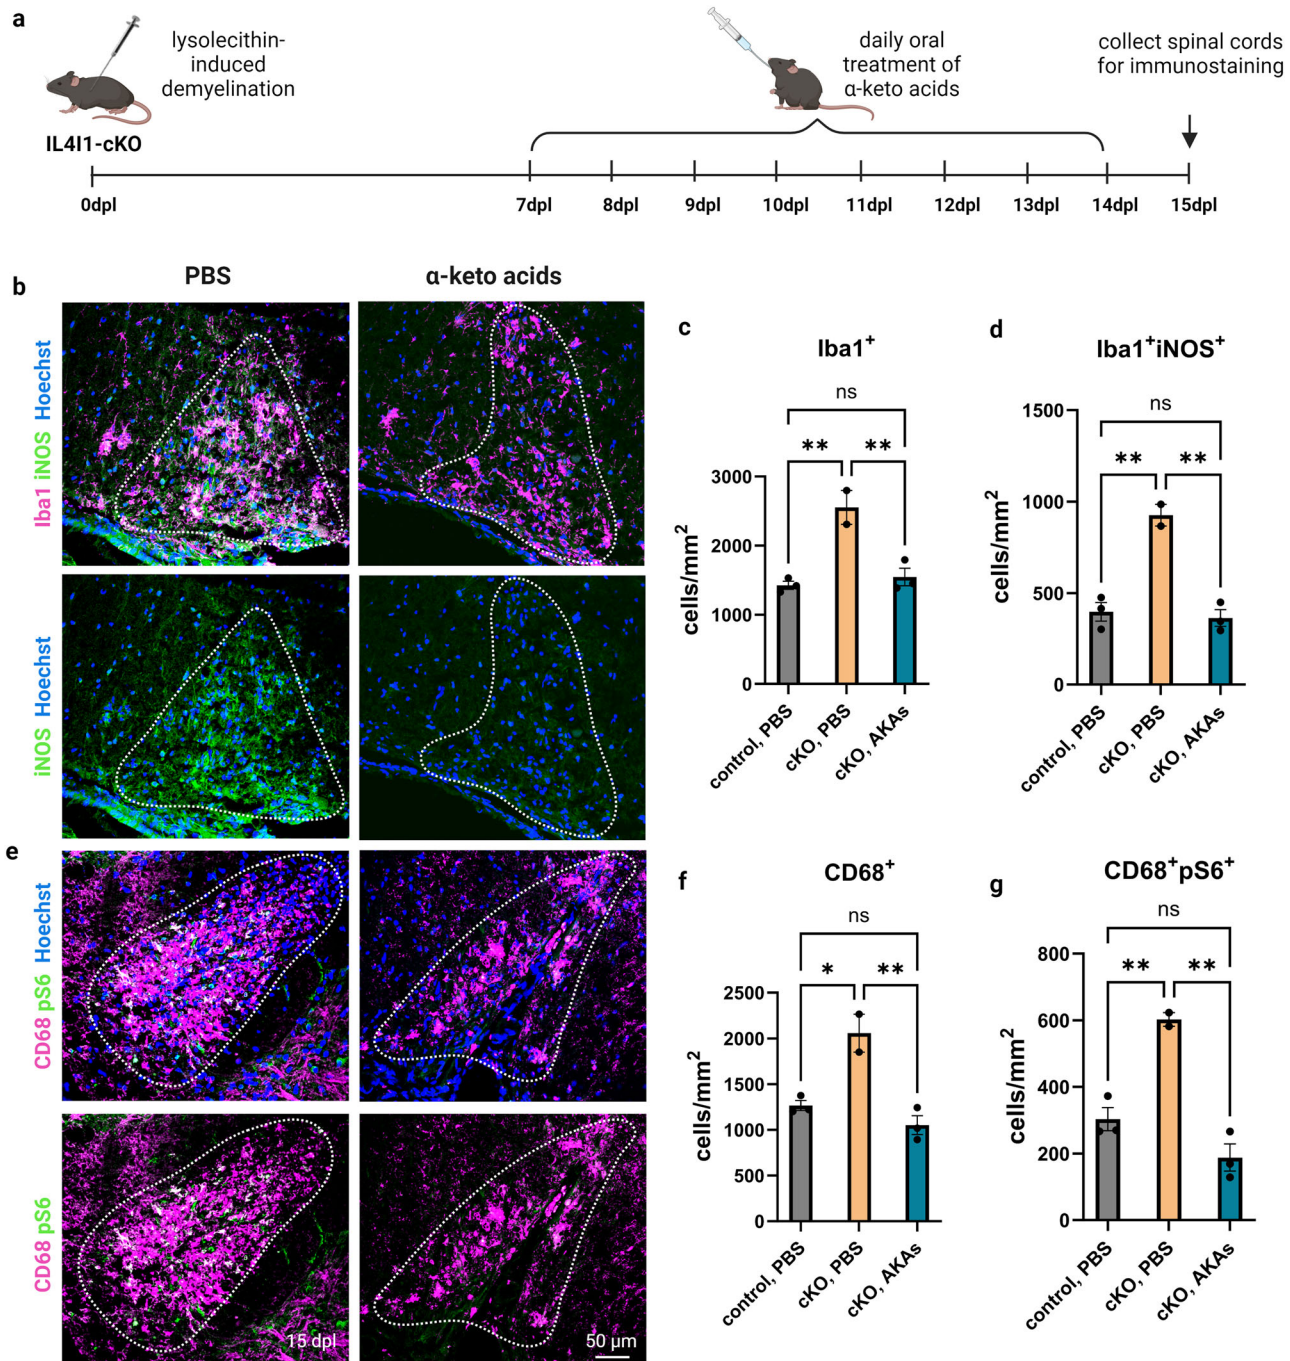 a
lysolecithin-
induced
demyelination
daily oral
treatment of
α-keto acids
collect spinal cords
for immunostaining
IL4I1-cKO
0dpl 7dpl 8dpl 9dpl 10dpl 11dpl 12dpl 13dpl 14dpl 15dpl
b
PBS α-keto acids
Iba1 iNOS Hoechst
iNOS Hoechst
c
Iba1⁺
ns
** **
cells/mm²
3000
2000
1000
0
control, PBS
cKO, PBS
cKO, AKAs
d
Iba1⁺iNOS⁺
ns
** **
cells/mm²
1500
1000
500
0
control, PBS
cKO, PBS
cKO, AKAs
e
CD68 pS6 Hoechst
CD68 pS6
15 dpl
50 μm
f
CD68⁺
ns
* **
cells/mm²
2500
2000
1500
1000
500
0
control, PBS
cKO, PBS
cKO, AKAs
g
CD68⁺pS6⁺
ns
** **
cells/mm²
800
600
400
200
0
control, PBS
cKO, PBS
cKO, AKAs